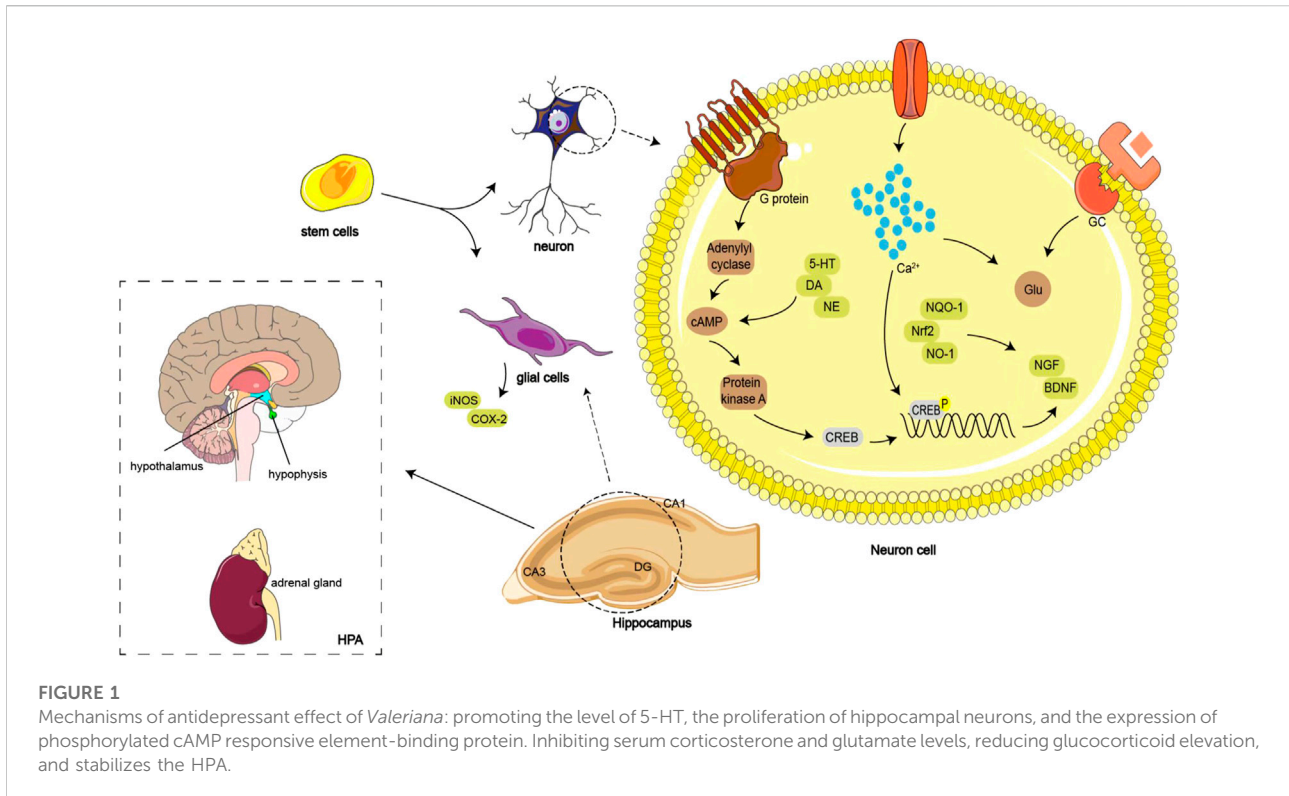 stem cells
neuron
glial cells
iNOS
COX-2
hypothalamus
hypophysis
adrenal gland
HPA
CA1
CA3
DG
Hippocampus
G protein
Adenylyl
cyclase
cAMP
5-HT
DA
NE
Protein
kinase A
CREB
Ca²⁺
GC
Glu
NQO-1
Nrf2
NO-1
NGF
BDNF
CREB
P
Neuron cell
FIGURE 1
Mechanisms of antidepressant effect of Valeriana: promoting the level of 5-HT, the proliferation of hippocampal neurons, and the expression of
phosphorylated cAMP responsive element-binding protein. Inhibiting serum corticosterone and glutamate levels, reducing glucocorticoid elevation,
and stabilizes the HPA.